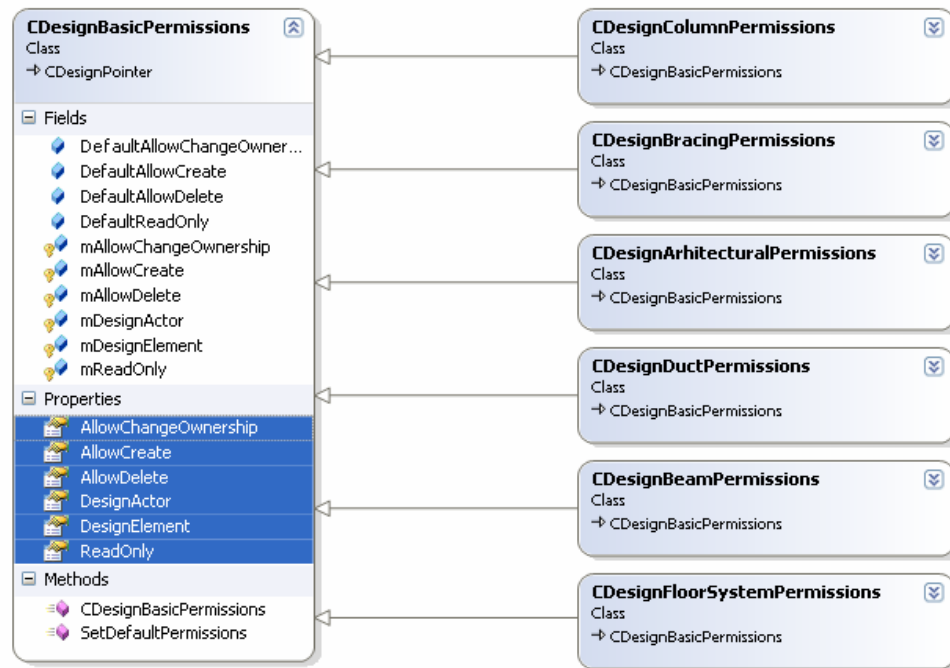 CDesignBasicPermissions
Class
CDesignPointer
Fields
DefaultAllowChangeOwner...
DefaultAllowCreate
DefaultAllowDelete
DefaultReadOnly
mAllowChangeOwnership
mAllowCreate
mAllowDelete
mDesignActor
mDesignElement
mReadOnly
Properties
AllowChangeOwnership
AllowCreate
AllowDelete
DesignActor
DesignElement
ReadOnly
Methods
CDesignBasicPermissions
SetDefaultPermissions
CDesignColumnPermissions
Class
CDesignBasicPermissions
CDesignBracingPermissions
Class
CDesignBasicPermissions
CDesignArhitecturalPermissions
Class
CDesignBasicPermissions
CDesignDuctPermissions
Class
CDesignBasicPermissions
CDesignBeamPermissions
Class
CDesignBasicPermissions
CDesignFloorSystemPermissions
Class
CDesignBasicPermissions